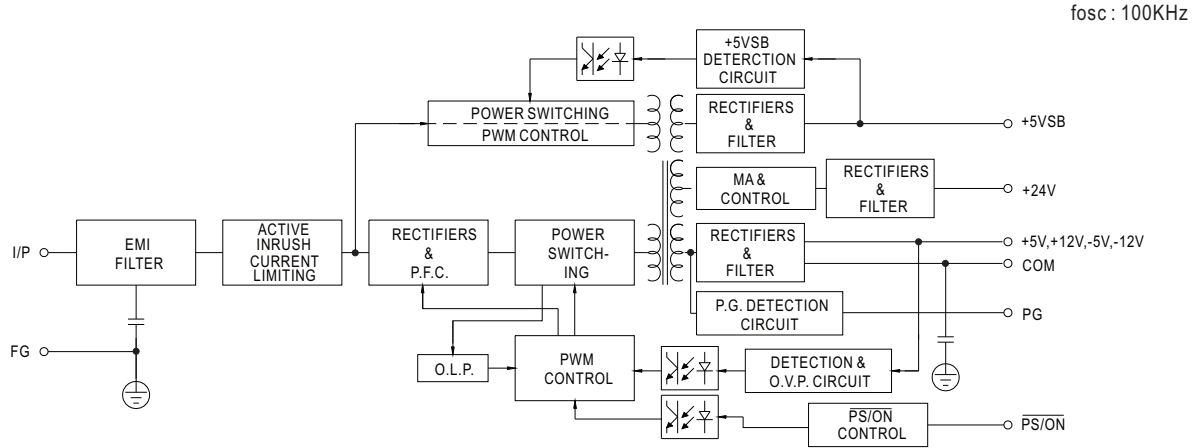 fosc : 100KHz
+5VSB
DETERCTION
CIRCUIT
POWER SWITCHING
PWM CONTROL
RECTIFIERS
&
FILTER
+5VSB
MA &
CONTROL
RECTIFIERS
&
FILTER
+24V
I/P
EMI
FILTER
ACTIVE
INRUSH
CURRENT
LIMITING
RECTIFIERS
&
P.F.C.
POWER
SWITCH-
ING
RECTIFIERS
&
FILTER
+5V,+12V,-5V,-12V
COM
P.G. DETECTION
CIRCUIT
PG
FG
O.L.P.
PWM
CONTROL
DETECTION &
O.V.P. CIRCUIT
PS/ON
CONTROL
PS/ON